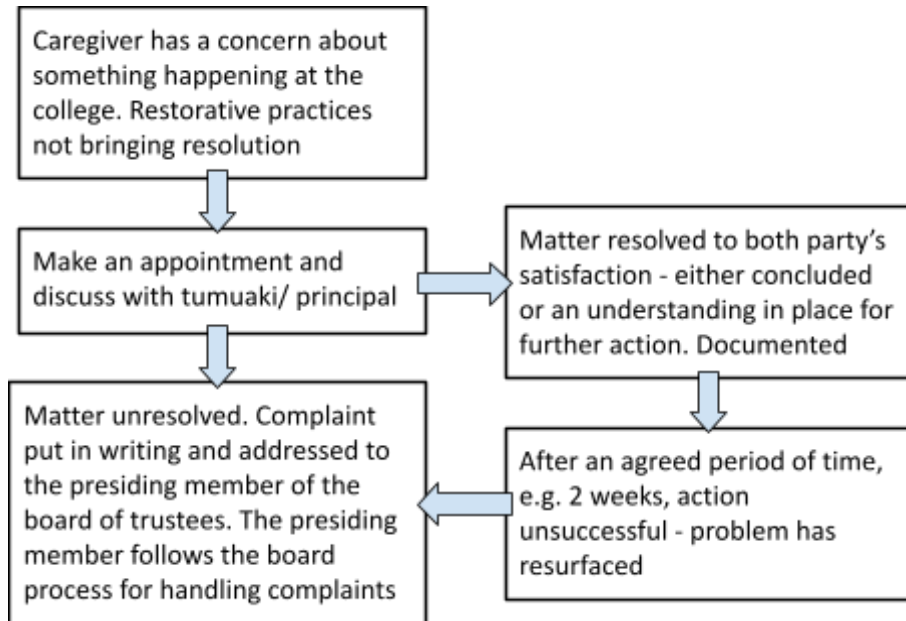 Caregiver has a concern about
something happening at the
college. Restorative practices
not bringing resolution
Make an appointment and
discuss with tumuaki/ principal
Matter resolved to both party’s
satisfaction - either concluded
or an understanding in place for
further action. Documented
After an agreed period of time,
e.g. 2 weeks, action
unsuccessful - problem has
resurfaced
Matter unresolved. Complaint
put in writing and addressed to
the presiding member of the
board of trustees. The presiding
member follows the board
process for handling complaints